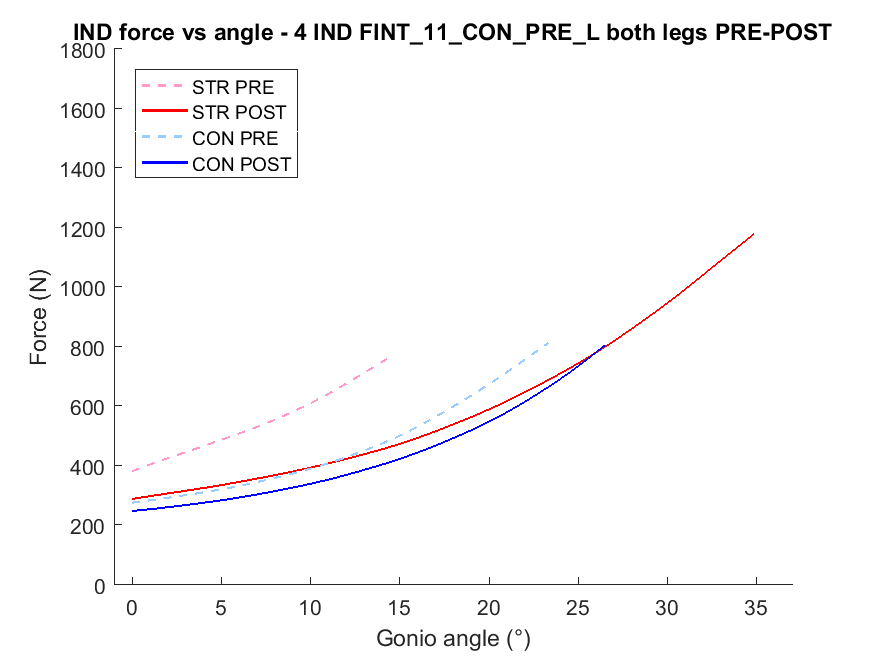 IND force vs angle - 4 IND FINT_11_CON_PRE_L both legs PRE-POST
1800
1600
1400
1200
1000
800
600
400
200
0
Force (N)
STR PRE
STR POST
CON PRE
CON POST
0 5 10 15 20 25 30 35
Gonio angle (°)